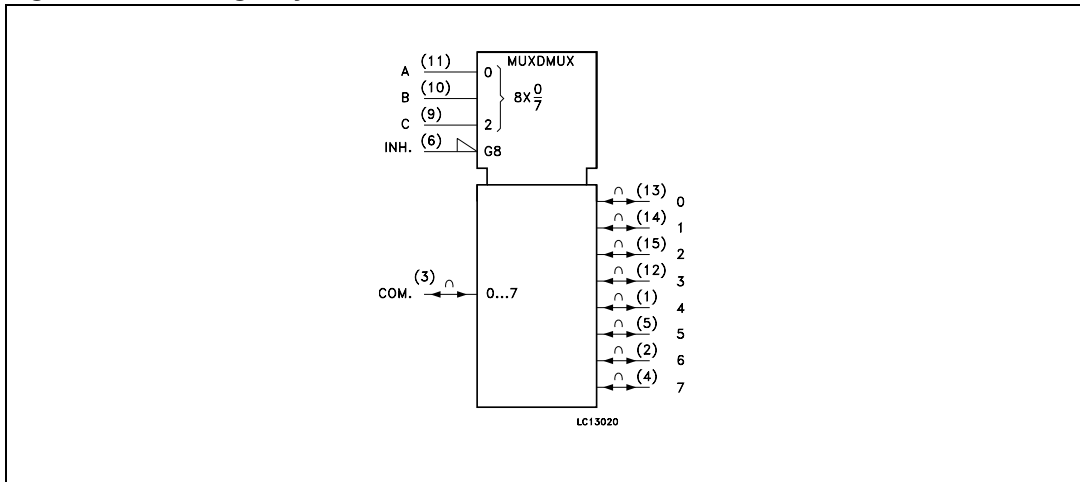 MUXDMUX
A (11) 0
B (10) 8X 0/7
C (9) 2
INH. (6) G8
(13) 0
(14) 1
(15) 2
(12) 3
COM. (3) 0...7
(1) 4
(5) 5
(2) 6
(4) 7
LC13020